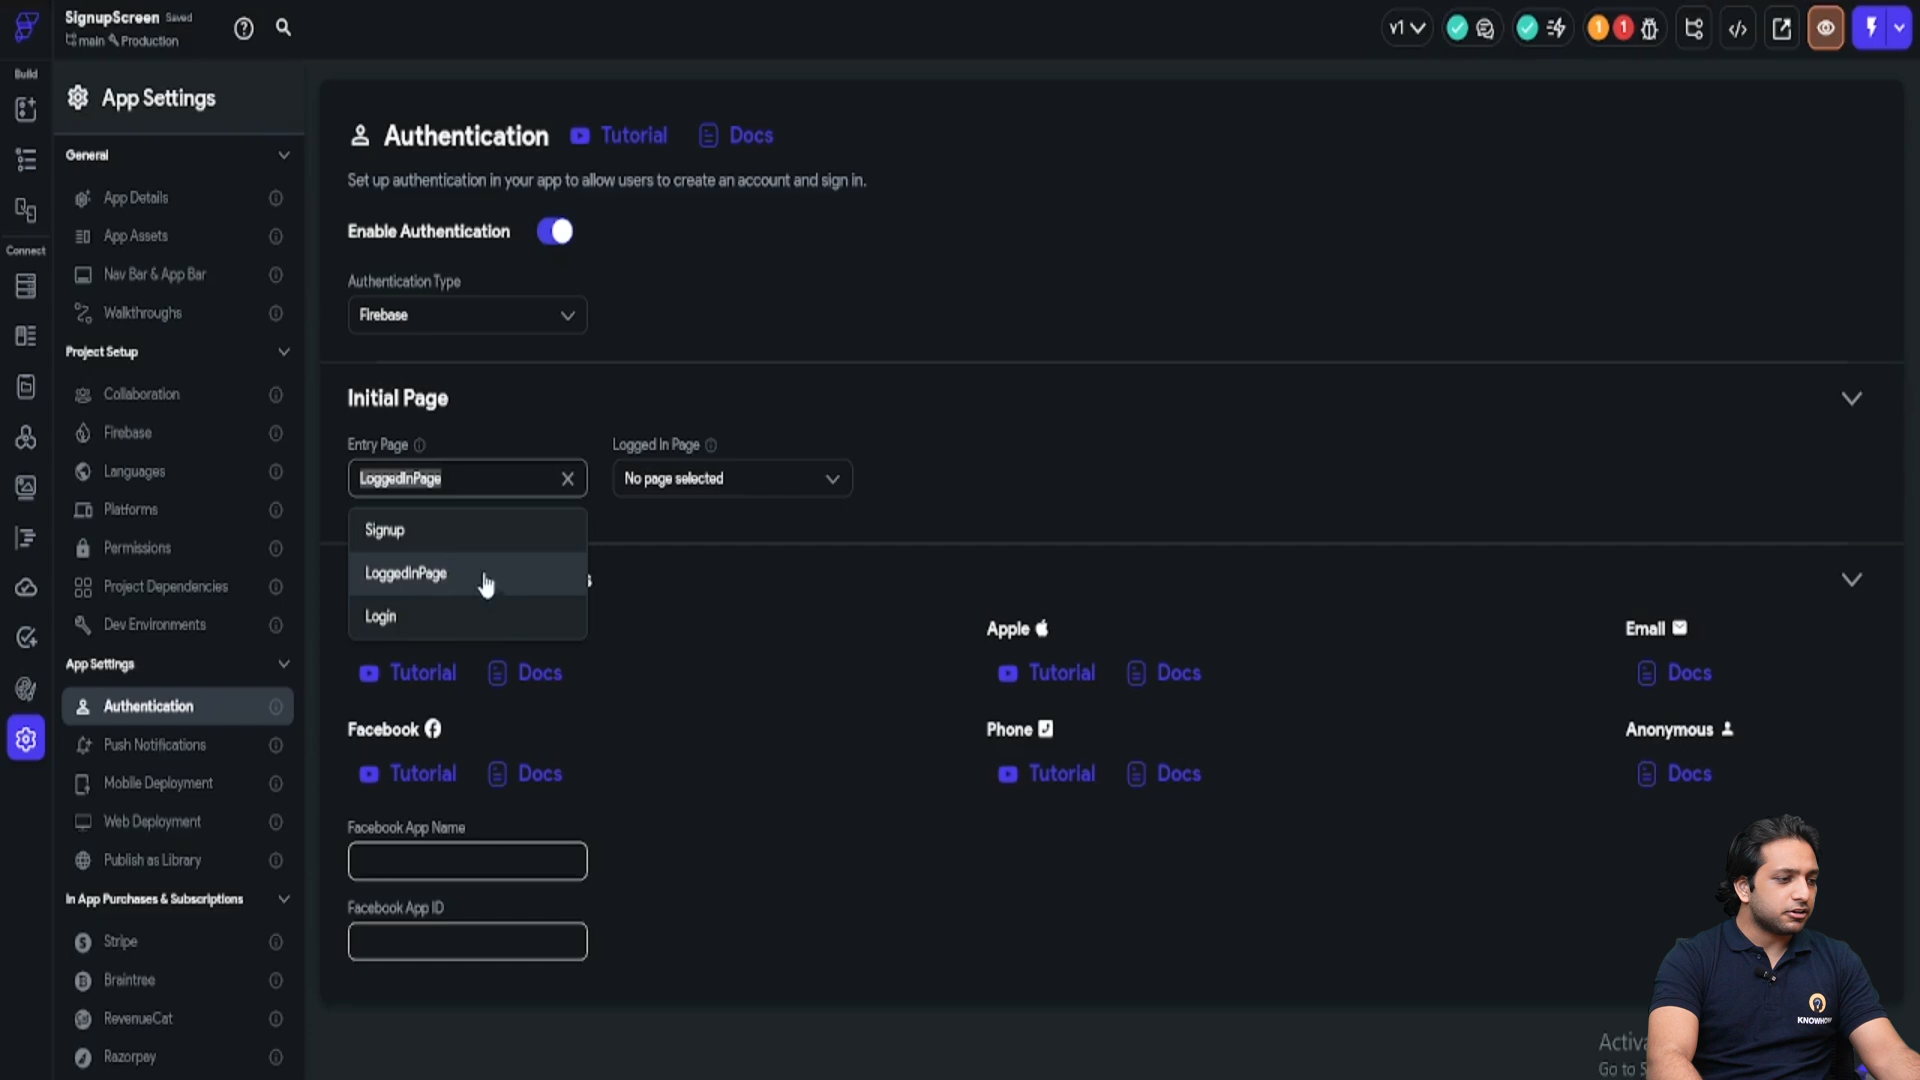 SignupScreen Saved
main Production
v1
1 1
Build
Connect
App Settings
General
App Details
App Assets
Nav Bar & App Bar
Walkthroughs
Project Setup
Collaboration
Firebase
Languages
Platforms
Permissions
Project Dependencies
Dev Environments
App Settings
Authentication
Push Notifications
Mobile Deployment
Web Deployment
Publish as Library
In App Purchases & Subscriptions
Stripe
Braintree
RevenueCat
Razorpay
Authentication Tutorial Docs
Set up authentication in your app to allow users to create an account and sign in.
Enable Authentication
Authentication Type
Firebase
Initial Page
Entry Page Logged In Page
LoggedInPage No page selected
Signup
LoggedInPage
Login
Apple Email
Tutorial Docs Tutorial Docs Docs
Facebook Phone Anonymous
Tutorial Docs Tutorial Docs Docs
Facebook App Name
Facebook App ID